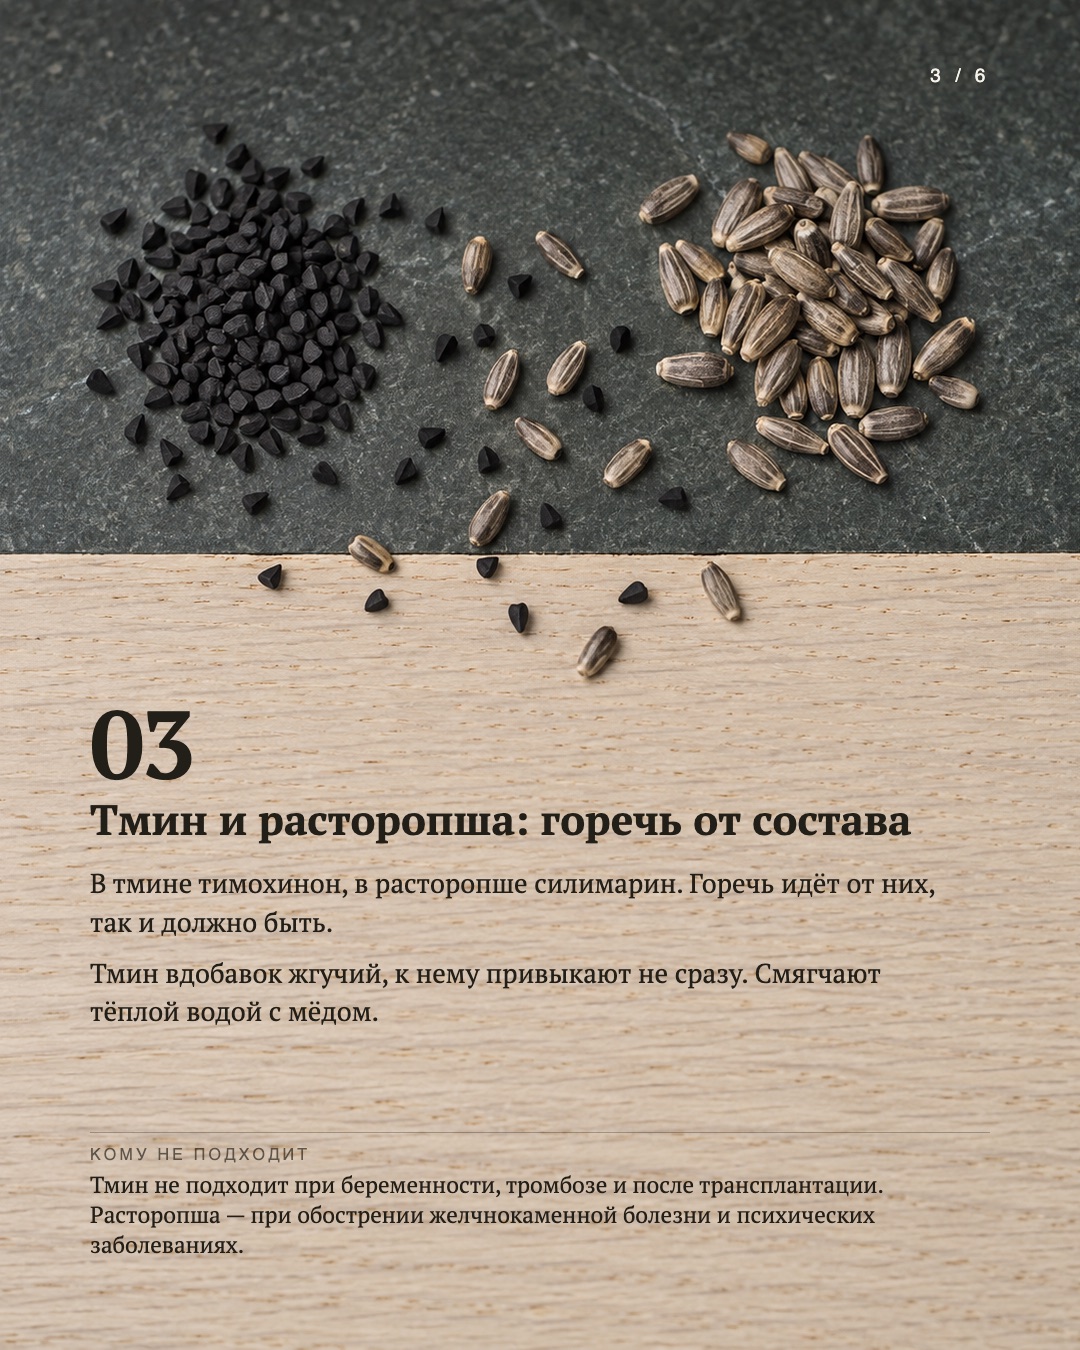 3 / 6
03
Тмин и расторопша: горечь от состава
В тмине тимохинон, в расторопше силимарин. Горечь идёт от них,
так и должно быть.
Тмин вдобавок жгучий, к нему привыкают не сразу. Смягчают
тёплой водой с мёдом.
КОМУ НЕ ПОДХОДИТ
Тмин не подходит при беременности, тромбозе и после трансплантации.
Расторопша — при обострении желчнокаменной болезни и психических
заболеваниях.